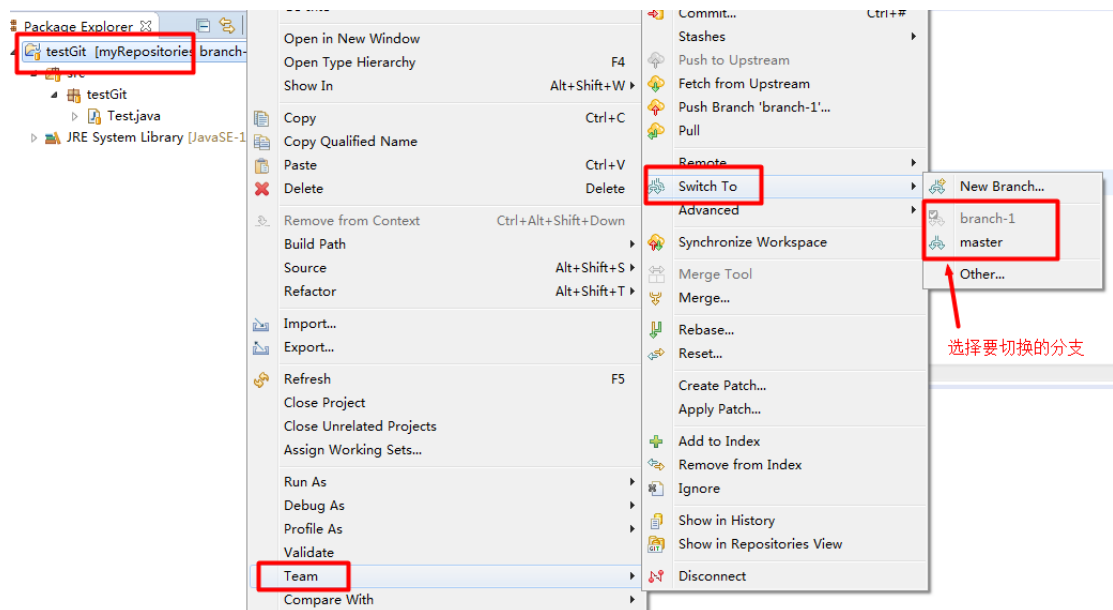 Package Explorer
testGit [myRepositories branch-
src
testGit
Test.java
JRE System Library [JavaSE-1
Open in New Window
Open Type Hierarchy F4
Show In Alt+Shift+W
Copy Ctrl+C
Copy Qualified Name
Paste Ctrl+V
Delete Delete
Remove from Context Ctrl+Alt+Shift+Down
Build Path
Source Alt+Shift+S
Refactor Alt+Shift+T
Import...
Export...
Refresh F5
Close Project
Close Unrelated Projects
Assign Working Sets...
Run As
Debug As
Profile As
Validate
Team
Compare With
Commit... Ctrl+#
Stashes
Push to Upstream
Fetch from Upstream
Push Branch 'branch-1'...
Pull
Remote
Switch To
Advanced
Synchronize Workspace
Merge Tool
Merge...
Rebase...
Reset...
Create Patch...
Apply Patch...
Add to Index
Remove from Index
Ignore
Show in History
Show in Repositories View
Disconnect
New Branch...
branch-1
master
Other...
选择要切换的分支